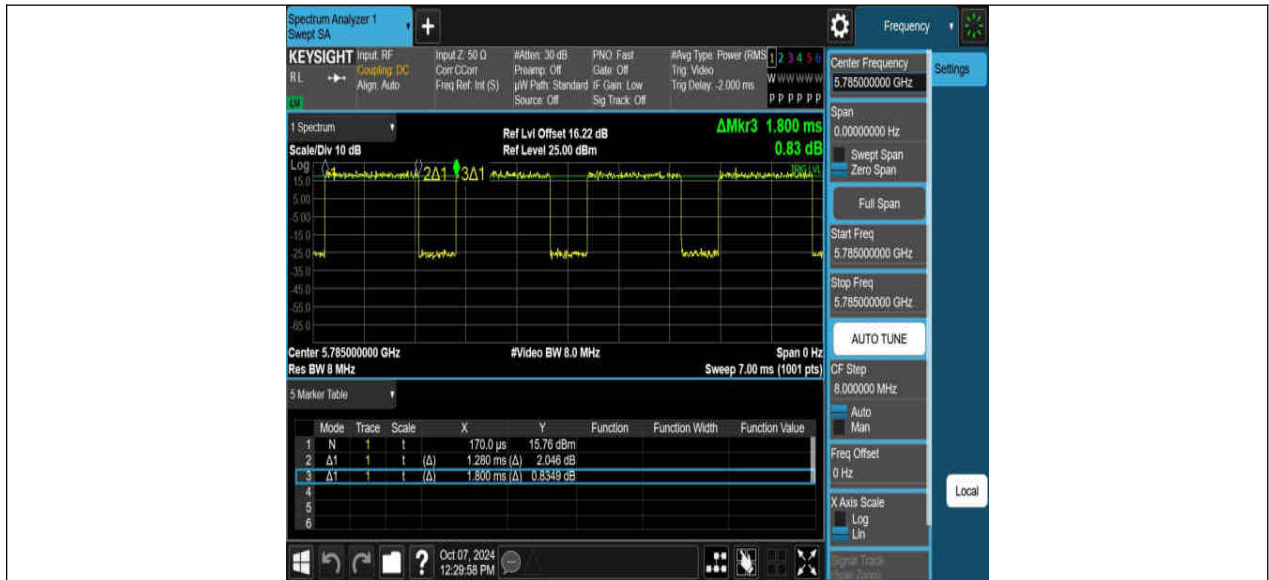 Spectrum Analyzer 1
Swept SA
+
Frequency
KEYSIGHT
RL
LM
Input: RF
Coupling: DC
Align: Auto
Input Z: 50 Ω
Corr CCorr
Freq Ref: Int (S)
#Atten: 30 dB
Preamp: Off
µW Path: Standard
Source: Off
PNO: Fast
Gate: Off
IF Gain: Low
Sig Track: Off
#Avg Type: Power (RMS
Trig: Video
Trig Delay: -2.000 ms
1 2 3 4 5 6
W W W W W W
P P P P P P
Center Frequency
5.785000000 GHz
Settings
1 Spectrum
Scale/Div 10 dB
Ref Lvl Offset 16.22 dB
Ref Level 25.00 dBm
ΔMkr3 1.800 ms
0.83 dB
Log
2Δ1
3Δ1
TRIG LVL
15.0
5.00
-5.00
-15.0
-25.0
-35.0
-45.0
-55.0
-65.0
Center 5.785000000 GHz
Res BW 8 MHz
#Video BW 8.0 MHz
Span 0 Hz
Sweep 7.00 ms (1001 pts)
Span
0.00000000 Hz
Swept Span
Zero Span
Full Span
Start Freq
5.785000000 GHz
Stop Freq
5.785000000 GHz
AUTO TUNE
CF Step
8.000000 MHz
Auto
Man
Freq Offset
0 Hz
X Axis Scale
Log
Lin
Signal Track
(Span Zoom)
Local
5 Marker Table
Mode Trace Scale X Y Function Function Width Function Value
1 N 1 t 170.0 µs 15.76 dBm
2 Δ1 1 t (Δ) 1.280 ms (Δ) 2.046 dB
3 Δ1 1 t (Δ) 1.800 ms (Δ) 0.8349 dB
4
5
6
?
Oct 07, 2024
12:29:58 PM